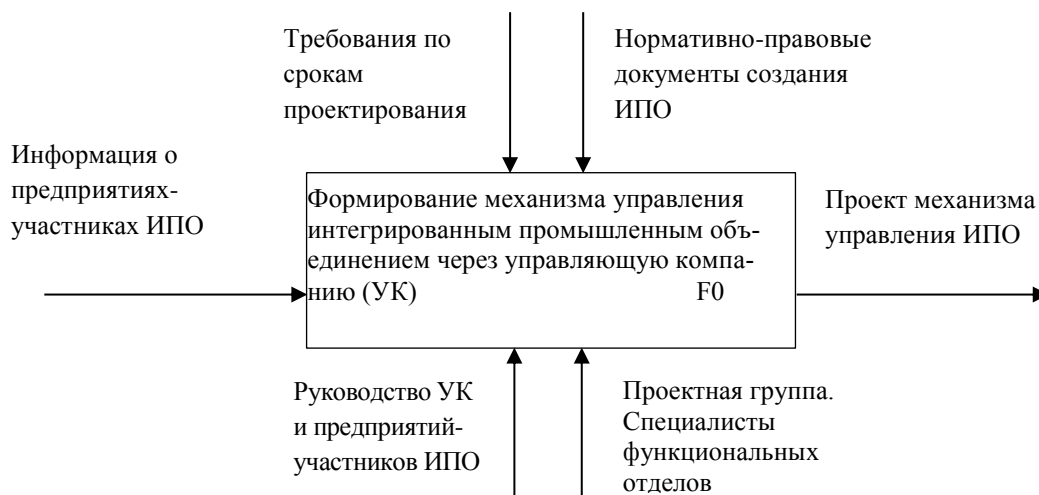 Требования по
срокам
проектирования
Нормативно-правовые
документы создания
ИПО
Информация о
предприятиях-
участниках ИПО
Формирование механизма управления
интегрированным промышленным объ-
единением через управляющую компа-
нию (УК) F0
Проект механизма
управления ИПО
Руководство УК
и предприятий-
участников ИПО
Проектная группа.
Специалисты
функциональных
отделов